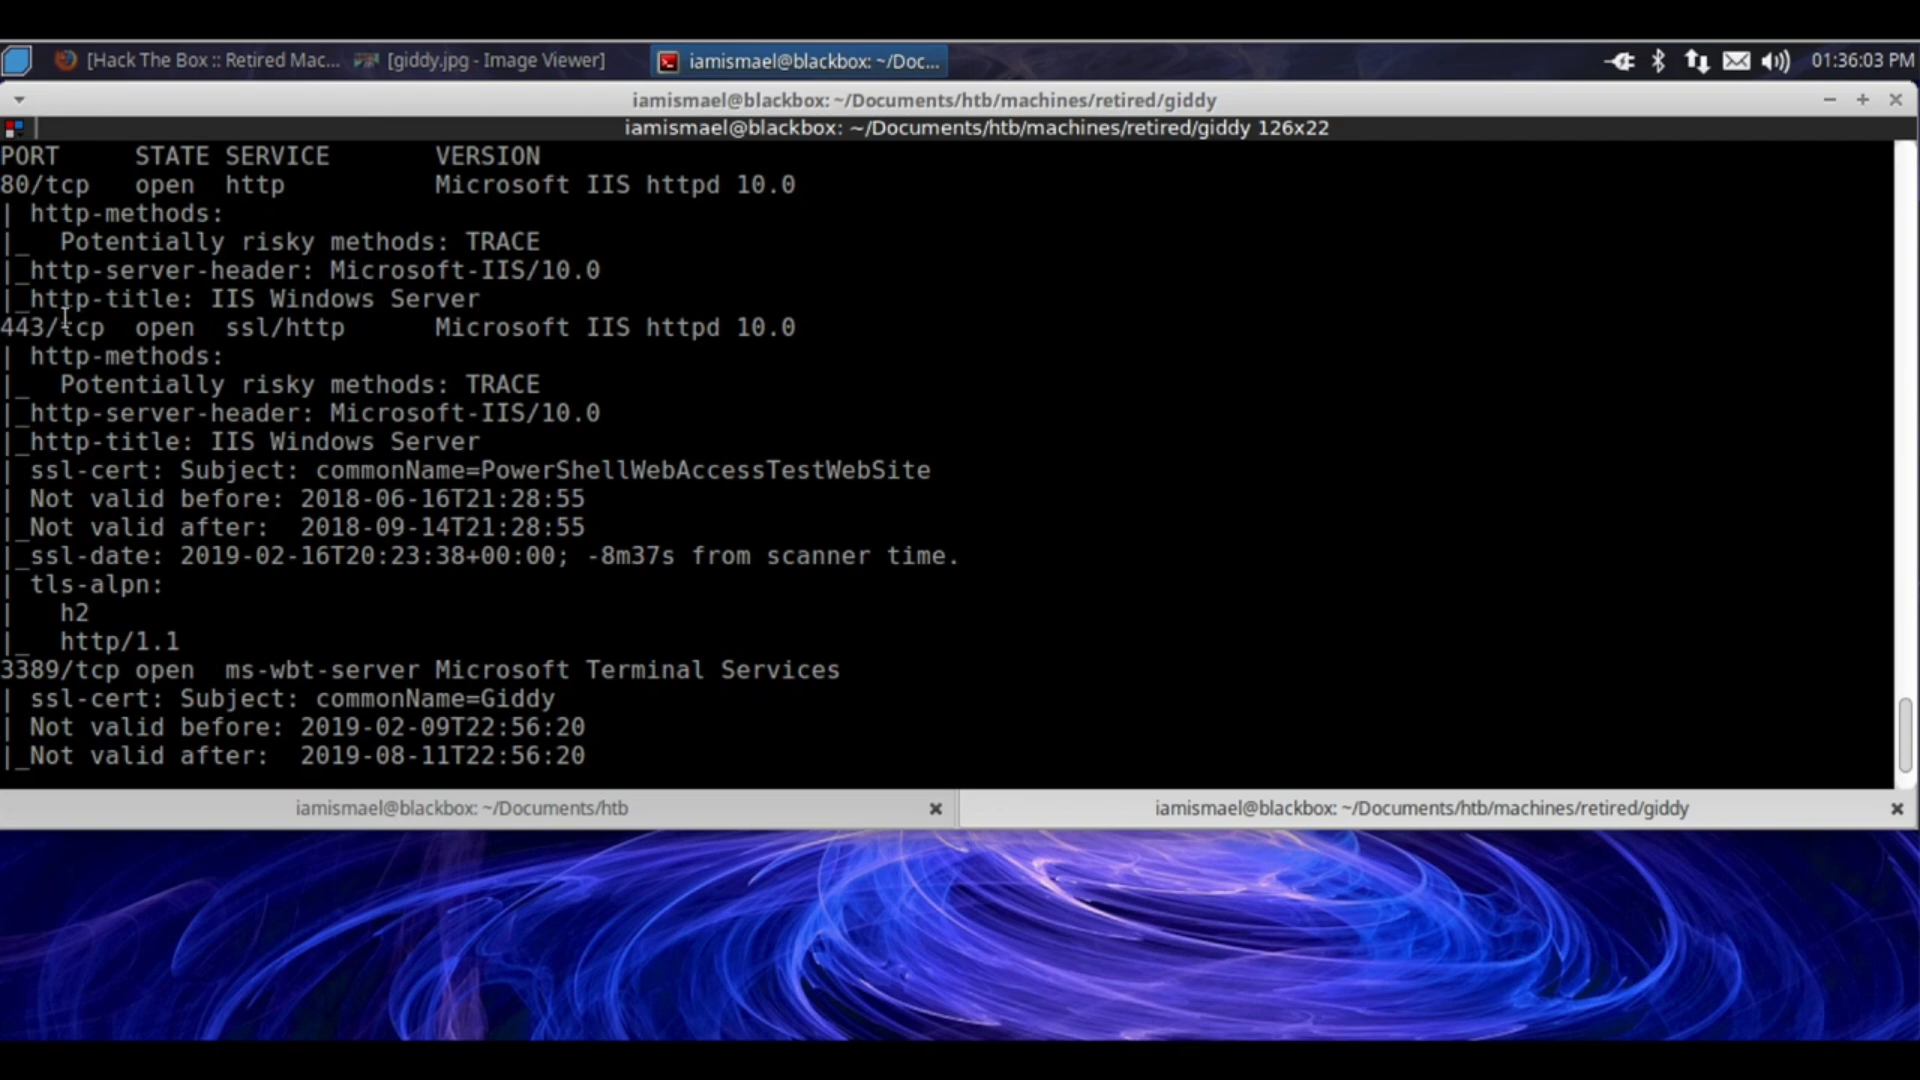 [Hack The Box :: Retired Mac... [giddy.jpg - Image Viewer] iamismael@blackbox: ~/Doc... 01:36:03 PM
iamismael@blackbox: ~/Documents/htb/machines/retired/giddy
iamismael@blackbox: ~/Documents/htb/machines/retired/giddy 126x22
PORT     STATE SERVICE       VERSION
80/tcp   open  http          Microsoft IIS httpd 10.0
| http-methods:
|_  Potentially risky methods: TRACE
|_http-server-header: Microsoft-IIS/10.0
|_http-title: IIS Windows Server
443/tcp  open  ssl/http      Microsoft IIS httpd 10.0
| http-methods:
|_  Potentially risky methods: TRACE
|_http-server-header: Microsoft-IIS/10.0
|_http-title: IIS Windows Server
| ssl-cert: Subject: commonName=PowerShellWebAccessTestWebSite
| Not valid before: 2018-06-16T21:28:55
|_Not valid after:  2018-09-14T21:28:55
|_ssl-date: 2019-02-16T20:23:38+00:00; -8m37s from scanner time.
| tls-alpn:
|   h2
|_  http/1.1
3389/tcp open  ms-wbt-server Microsoft Terminal Services
| ssl-cert: Subject: commonName=Giddy
| Not valid before: 2019-02-09T22:56:20
|_Not valid after:  2019-08-11T22:56:20
iamismael@blackbox: ~/Documents/htb iamismael@blackbox: ~/Documents/htb/machines/retired/giddy